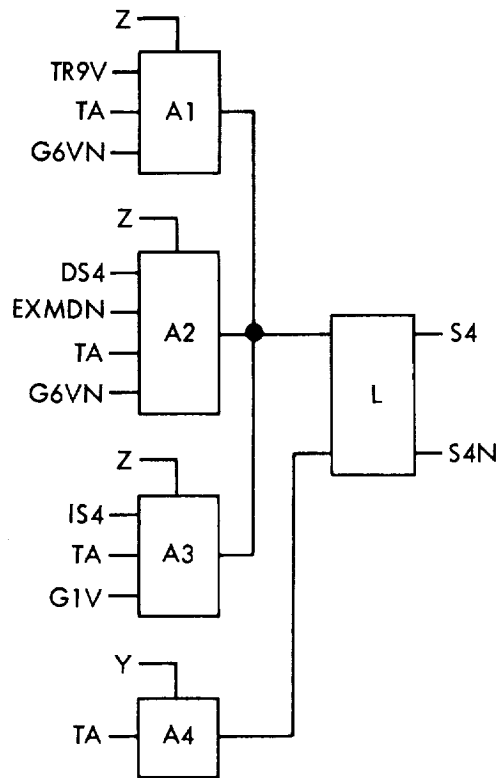 Z
TR9V
TA
G6VN
A1
Z
DS4
EXMDN
TA
G6VN
A2
L
S4
S4N
Z
IS4
TA
G1V
A3
Y
TA
A4